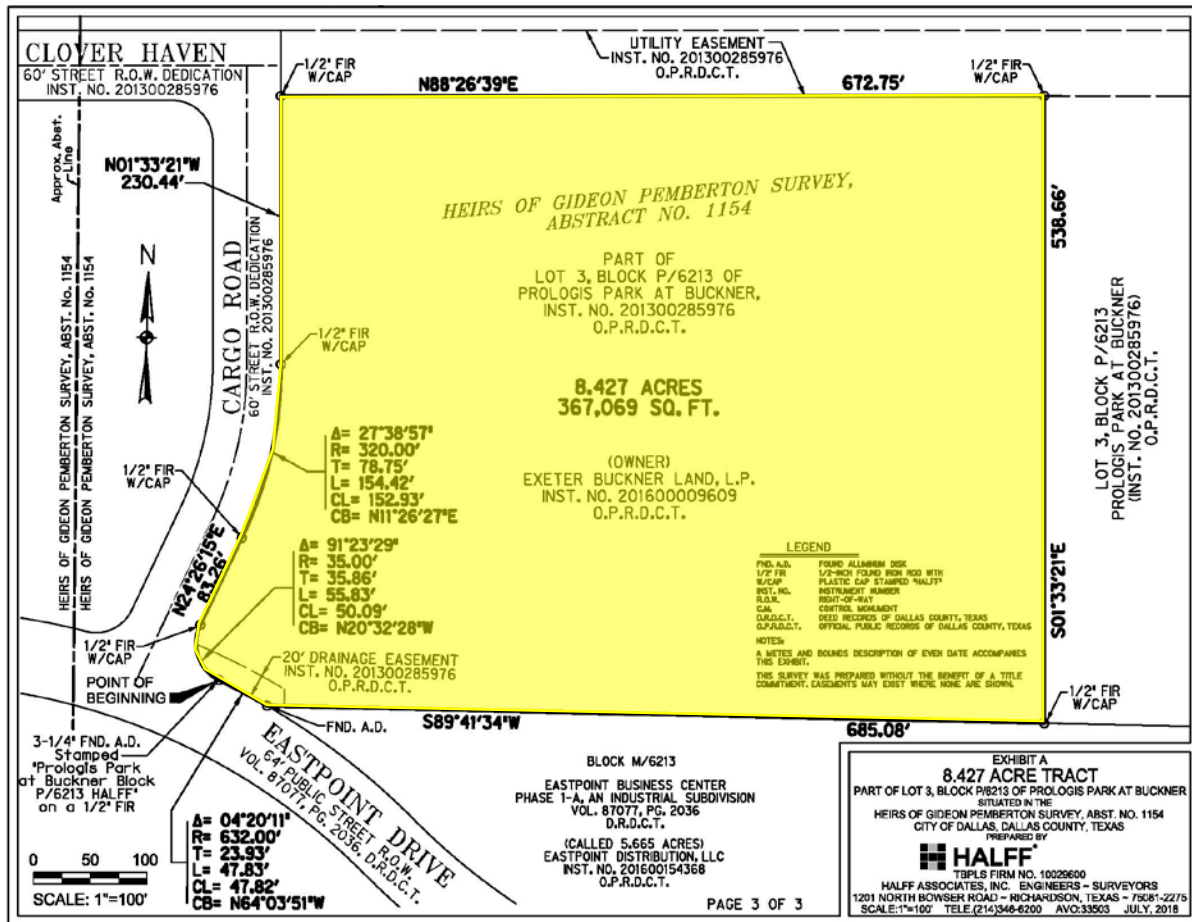 CLOVER HAVEN
60' STREET R.O.W. DEDICATION
INST. NO. 201300285976
1/2" FIR
W/CAP
UTILITY EASEMENT
INST. NO. 201300285976
O.P.R.D.C.T.
1/2" FIR
W/CAP
N88°26'39"E
672.75'
Approx. Abst.
Line
N01°33'21"W
230.44'
HEIRS OF GIDEON PEMBERTON SURVEY,
ABSTRACT NO. 1154
538.66'
PART OF
LOT 3, BLOCK P/6213 OF
PROLOGIS PARK AT BUCKNER,
INST. NO. 201300285976
O.P.R.D.C.T.
N
CARGO ROAD
60' STREET R.O.W. DEDICATION
INST. NO. 201300285976
1/2" FIR
W/CAP
HEIRS OF GIDEON PEMBERTON SURVEY, ABST. No. 1154
HEIRS OF GIDEON PEMBERTON SURVEY, ABST. No. 1154
LOT 3, BLOCK P/6213
PROLOGIS PARK AT BUCKNER
(INST. NO. 201300285976)
O.P.R.D.C.T.
8.427 ACRES
367,069 SQ. FT.
(OWNER)
EXETER BUCKNER LAND, L.P.
INST. NO. 201600009609
O.P.R.D.C.T.
Δ= 27°38'57"
R= 320.00'
T= 78.75'
L= 154.42'
CL= 152.93'
CB= N11°26'27"E
1/2" FIR
W/CAP
N24°26'15"E
83.26'
Δ= 91°23'29"
R= 35.00'
T= 35.86'
L= 55.83'
CL= 50.09'
CB= N20°32'28"W
LEGEND
FND. A.D. FOUND ALUMINUM DISK
1/2" FIR 1/2-INCH FOUND IRON ROD WITH
W/CAP PLASTIC CAP STAMPED "HALFF"
INST. NO. INSTRUMENT NUMBER
R.O.W. RIGHT-OF-WAY
C.M. CONTROL MONUMENT
D.R.D.C.T. DEED RECORDS OF DALLAS COUNTY, TEXAS
O.P.R.D.C.T. OFFICIAL PUBLIC RECORDS OF DALLAS COUNTY, TEXAS
NOTES:
A METES AND BOUNDS DESCRIPTION OF EVEN DATE ACCOMPANIES
THIS EXHIBIT.
THIS SURVEY WAS PREPARED WITHOUT THE BENEFIT OF A TITLE
COMMITMENT. EASEMENTS MAY EXIST WHERE NONE ARE SHOWN.
S01°33'21"E
1/2" FIR
W/CAP
20' DRAINAGE EASEMENT
INST. NO. 201300285976
O.P.R.D.C.T.
POINT OF
BEGINNING
1/2" FIR
W/CAP
FND. A.D.
S89°41'34"W
685.08'
3-1/4" FND. A.D.
Stamped
"Prologis Park
at Buckner Block
P/6213 HALFF"
on a 1/2" FIR
EASTPOINT DRIVE
64' PUBLIC STREET R.O.W.
VOL. 87077, PG. 2036, D.R.D.C.T.
BLOCK M/6213
EASTPOINT BUSINESS CENTER
PHASE 1-A, AN INDUSTRIAL SUBDIVISION
VOL. 87077, PG. 2036
D.R.D.C.T.
(CALLED 5.665 ACRES)
EASTPOINT DISTRIBUTION, LLC
INST. NO. 201600154368
O.P.R.D.C.T.
Δ= 04°20'11"
R= 632.00'
T= 23.93'
L= 47.83'
CL= 47.82'
CB= N64°03'51"W
0 50 100
SCALE: 1"=100'
PAGE 3 OF 3
EXHIBIT A
8.427 ACRE TRACT
PART OF LOT 3, BLOCK P/6213 OF PROLOGIS PARK AT BUCKNER
SITUATED IN THE
HEIRS OF GIDEON PEMBERTON SURVEY, ABST. NO. 1154
CITY OF DALLAS, DALLAS COUNTY, TEXAS
PREPARED BY
HALFF
TBPLS FIRM NO. 10029600
HALFF ASSOCIATES, INC. ENGINEERS ~ SURVEYORS
1201 NORTH BOWSER ROAD ~ RICHARDSON, TEXAS ~ 75081-2275
SCALE:1"=100' TELE.(214)346-6200 AVO:33503 JULY, 2018